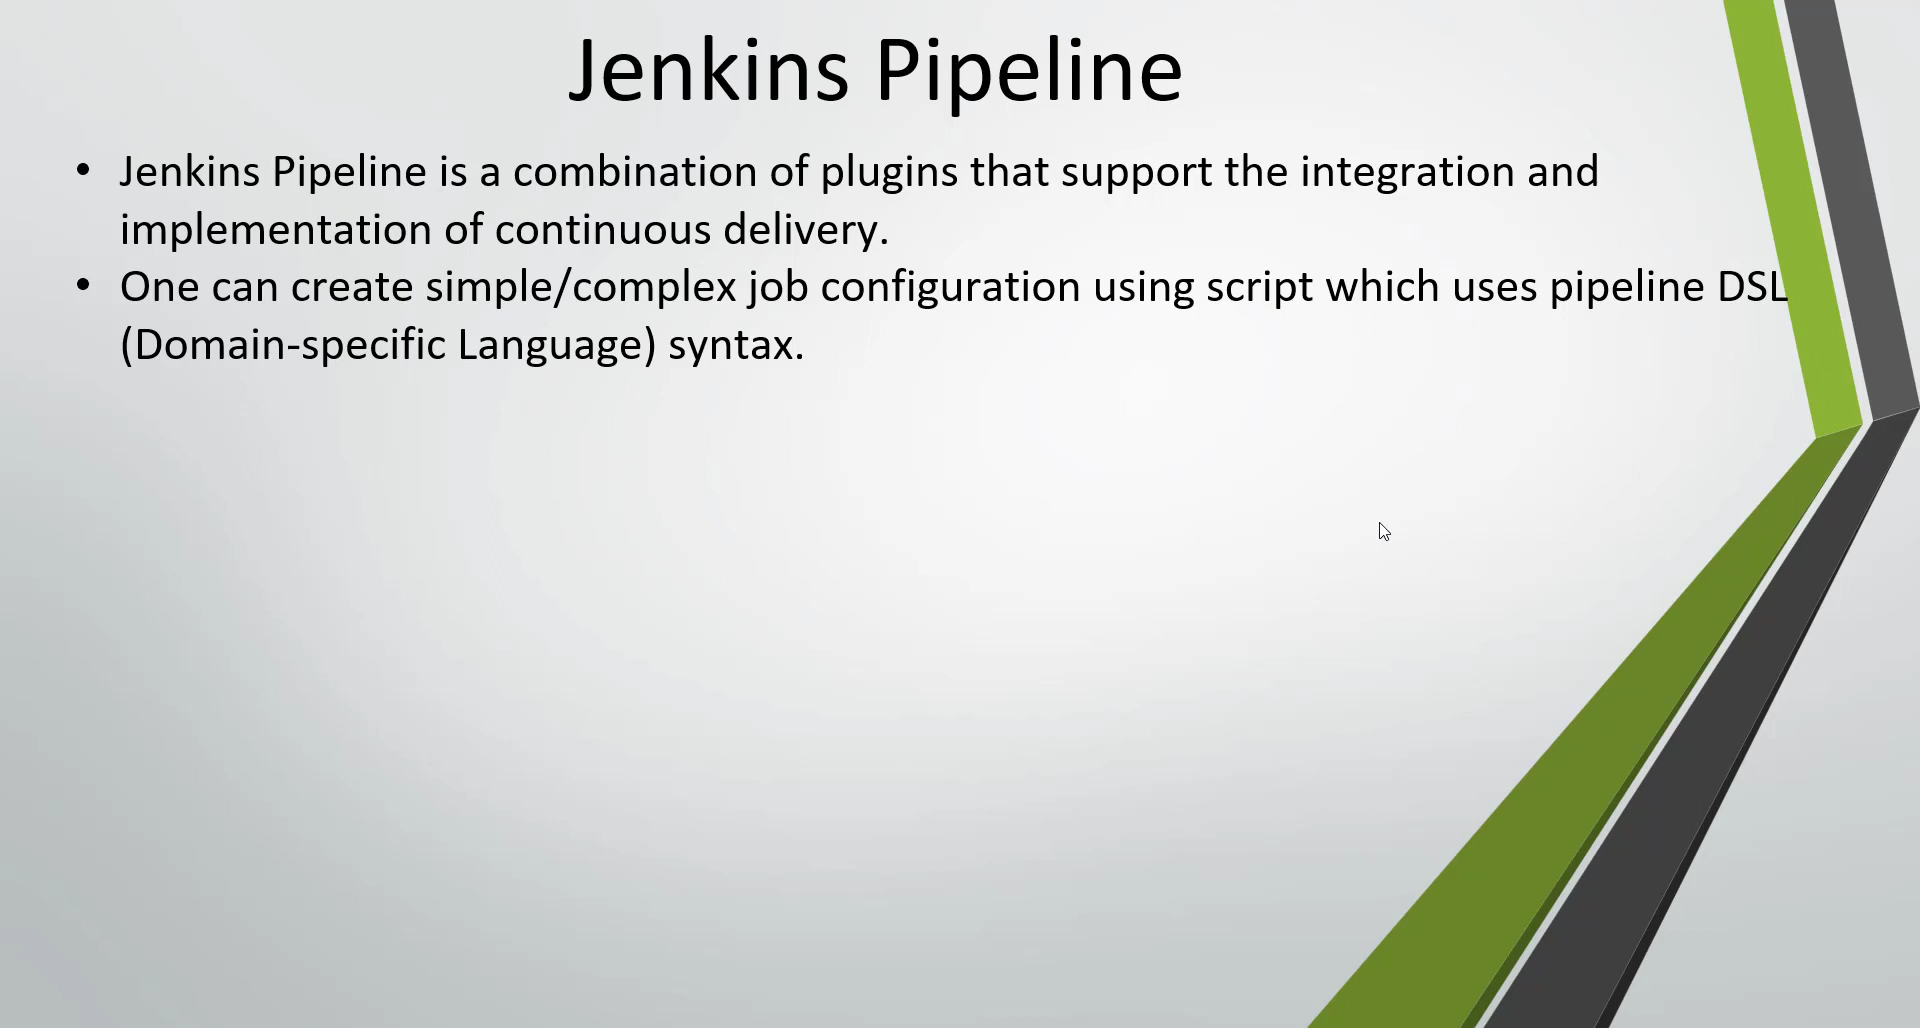 Jenkins Pipeline
• Jenkins Pipeline is a combination of plugins that support the integration and
implementation of continuous delivery.
• One can create simple/complex job configuration using script which uses pipeline DSL
(Domain-specific Language) syntax.